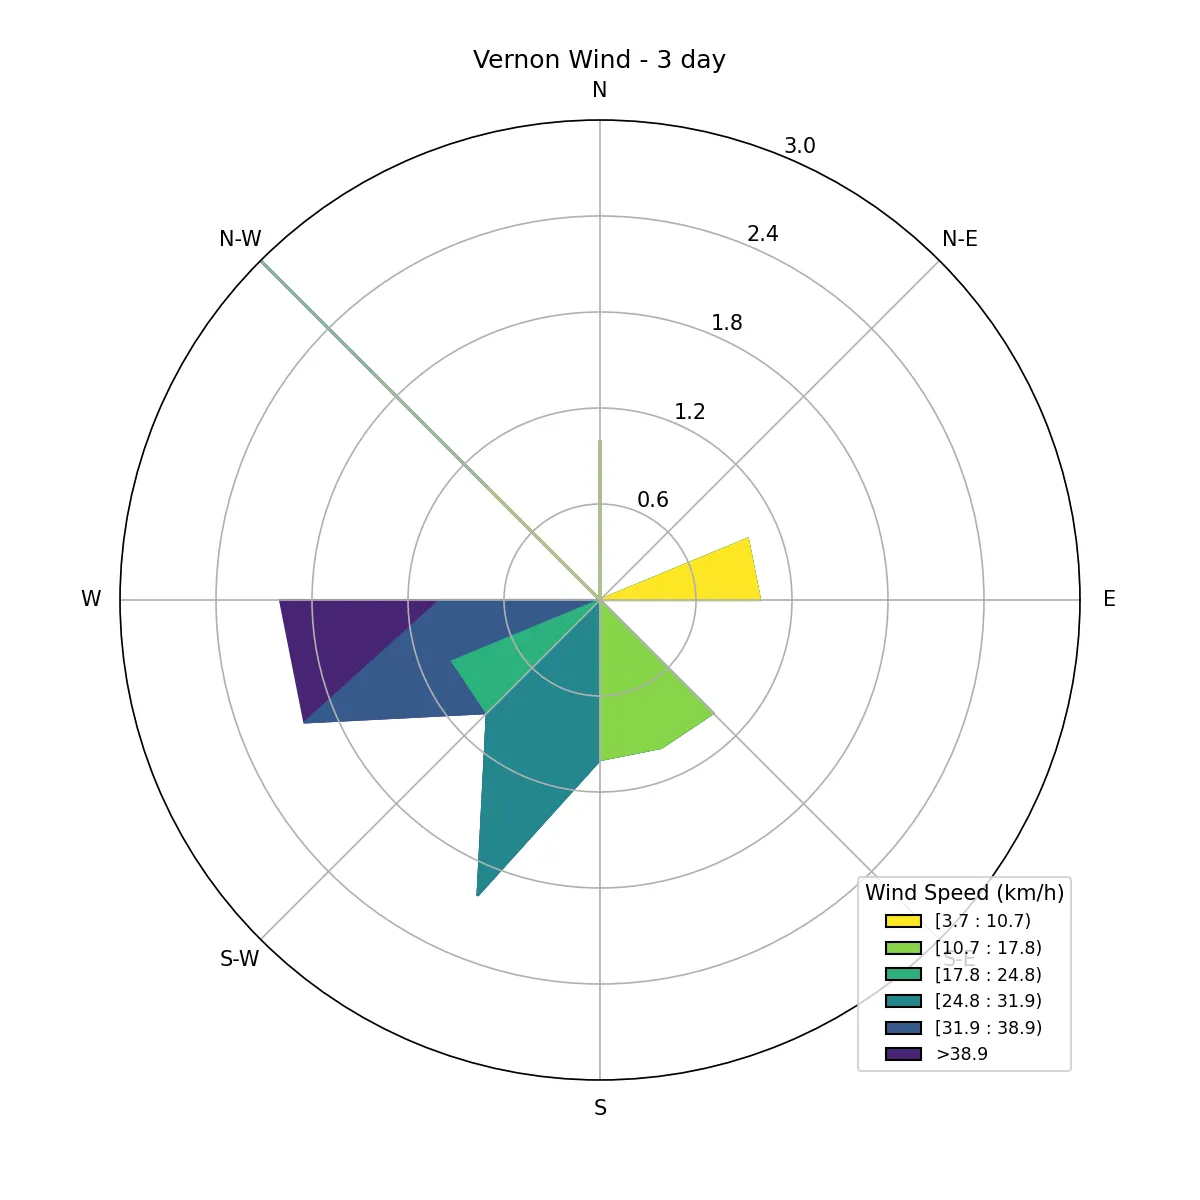 Vernon Wind - 3 day
N
3.0
N-W
2.4
N-E
1.8
1.2
0.6
W
E
S-W
S-E
S
Wind Speed (km/h)
[3.7 : 10.7)
[10.7 : 17.8)
[17.8 : 24.8)
[24.8 : 31.9)
[31.9 : 38.9)
>38.9